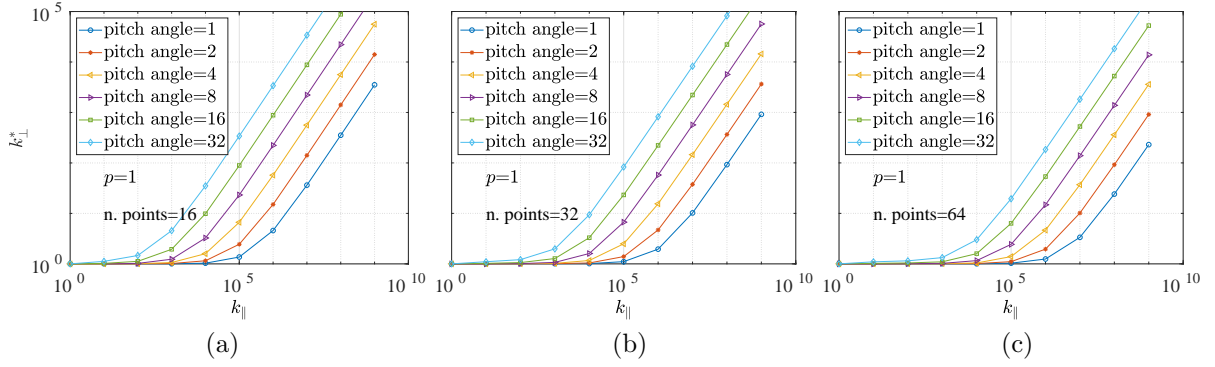 10^5
k_⊥^*
10^0
pitch angle=1
pitch angle=2
pitch angle=4
pitch angle=8
pitch angle=16
pitch angle=32
p=1
n. points=16
10^0 10^5 10^10
k_∥
(a)
pitch angle=1
pitch angle=2
pitch angle=4
pitch angle=8
pitch angle=16
pitch angle=32
p=1
n. points=32
10^0 10^5 10^10
k_∥
(b)
pitch angle=1
pitch angle=2
pitch angle=4
pitch angle=8
pitch angle=16
pitch angle=32
p=1
n. points=64
10^0 10^5 10^10
k_∥
(c)